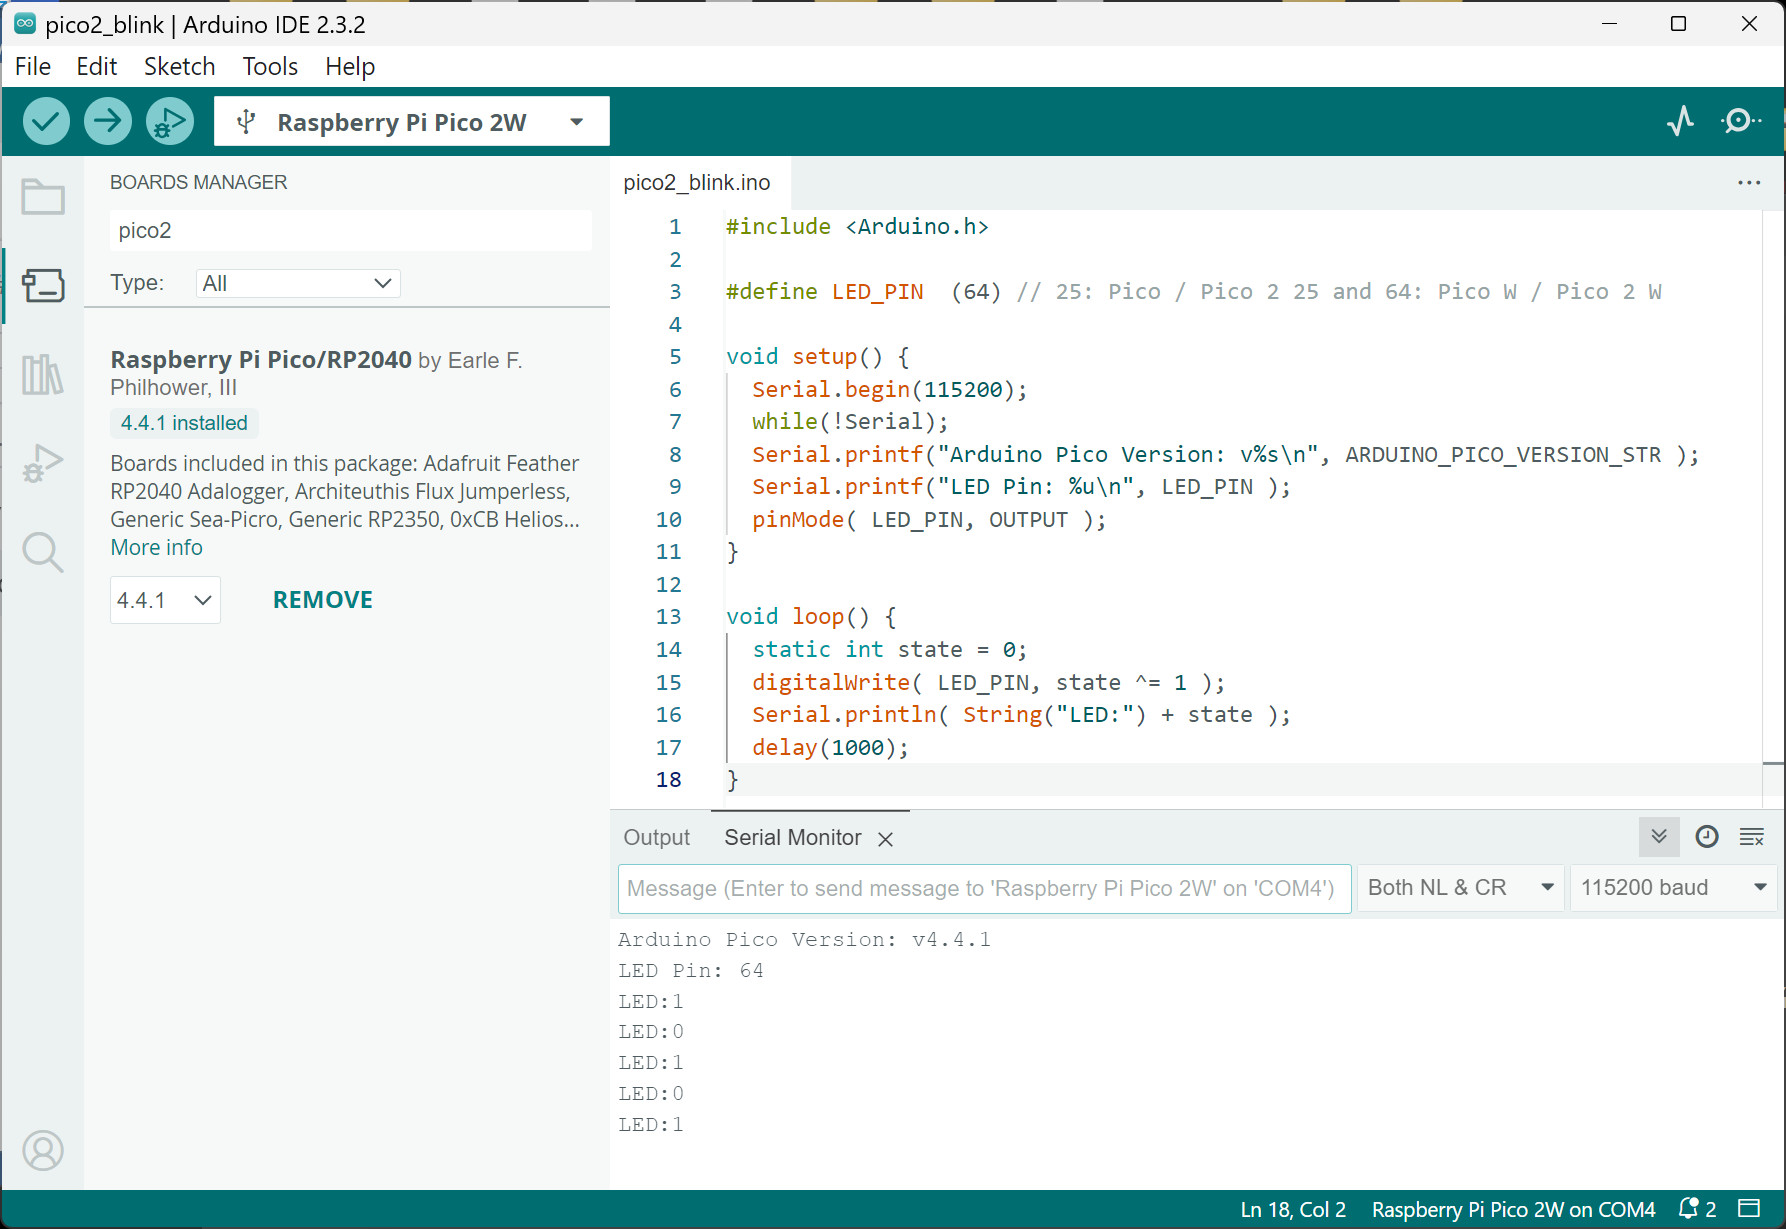 pico2_blink | Arduino IDE 2.3.2
File Edit Sketch Tools Help
Raspberry Pi Pico 2W
BOARDS MANAGER
pico2
Type: All
Raspberry Pi Pico/RP2040 by Earle F.
Philhower, III
4.4.1 installed
Boards included in this package: Adafruit Feather
RP2040 Adalogger, Architeuthis Flux Jumperless,
Generic Sea-Picro, Generic RP2350, 0xCB Helios...
More info
4.4.1 REMOVE
pico2_blink.ino
1 #include <Arduino.h>
2
3 #define LED_PIN  (64) // 25: Pico / Pico 2 25 and 64: Pico W / Pico 2 W
4
5 void setup() {
6   Serial.begin(115200);
7   while(!Serial);
8   Serial.printf("Arduino Pico Version: v%s\n", ARDUINO_PICO_VERSION_STR );
9   Serial.printf("LED Pin: %u\n", LED_PIN );
10   pinMode( LED_PIN, OUTPUT );
11 }
12
13 void loop() {
14   static int state = 0;
15   digitalWrite( LED_PIN, state ^= 1 );
16   Serial.println( String("LED:") + state );
17   delay(1000);
18 }
Output Serial Monitor
Message (Enter to send message to 'Raspberry Pi Pico 2W' on 'COM4') Both NL & CR 115200 baud
Arduino Pico Version: v4.4.1
LED Pin: 64
LED:1
LED:0
LED:1
LED:0
LED:1
Ln 18, Col 2 Raspberry Pi Pico 2W on COM4 2